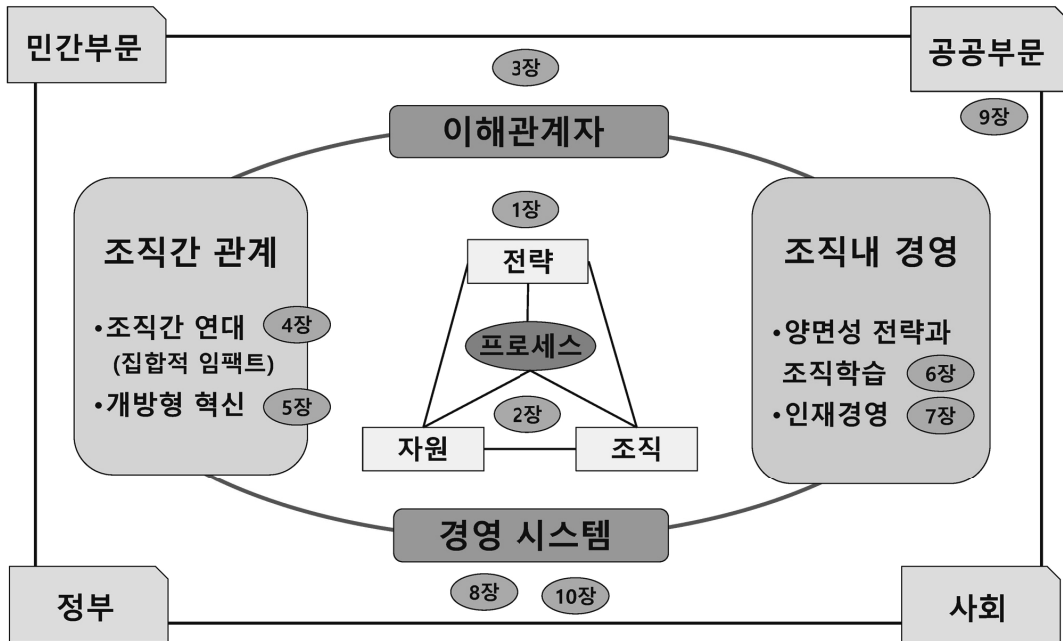 민간부문
공공부문
3장
9장
이해관계자
1장
전략
조직간 관계
•조직간 연대 4장
(집합적 임팩트)
•개방형 혁신 5장
프로세스
2장
자원
조직
조직내 경영
•양면성 전략과
조직학습 6장
•인재경영 7장
경영 시스템
8장 10장
정부
사회